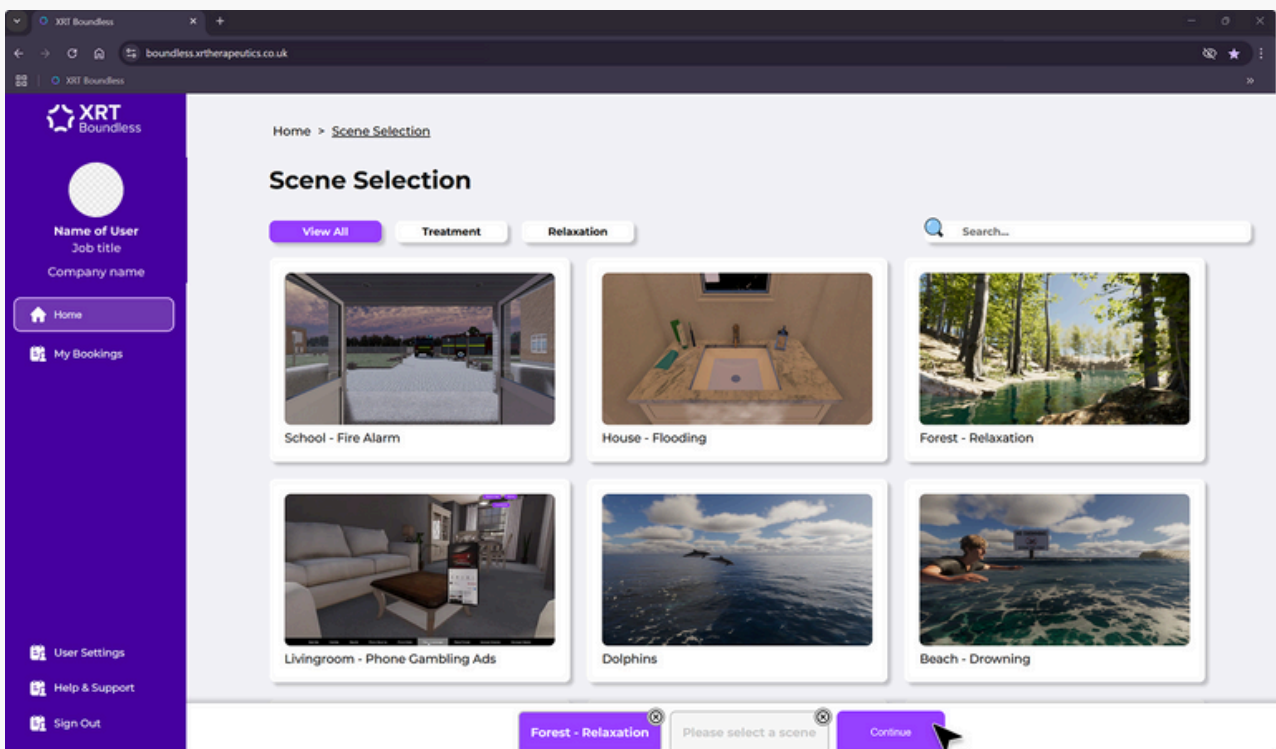 XRT Boundless
boundless.xrtherapeutics.co.uk
XRT Boundless
XRT
Boundless
Name of User
Job title
Company name
Home
My Bookings
User Settings
Help & Support
Sign Out
Home > Scene Selection
Scene Selection
View All
Treatment
Relaxation
Search...
School - Fire Alarm
House - Flooding
Forest - Relaxation
Livingroom - Phone Gambling Ads
Dolphins
Beach - Drowning
Forest - Relaxation
Please select a scene
Continue